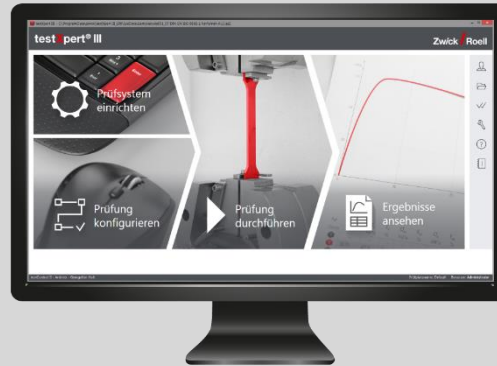 testXpert® III
Zwick Roell
Prüfsystem
einrichten
Prüfung
konfigurieren
Prüfung
durchführen
Ergebnisse
ansehen